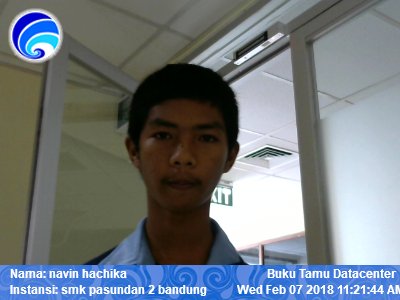 EXIT
Nama: navin hachika
Buku Tamu Datacenter
Instansi: smk pasundan 2 bandung
Wed Feb 07 2018 11:21:44 AM